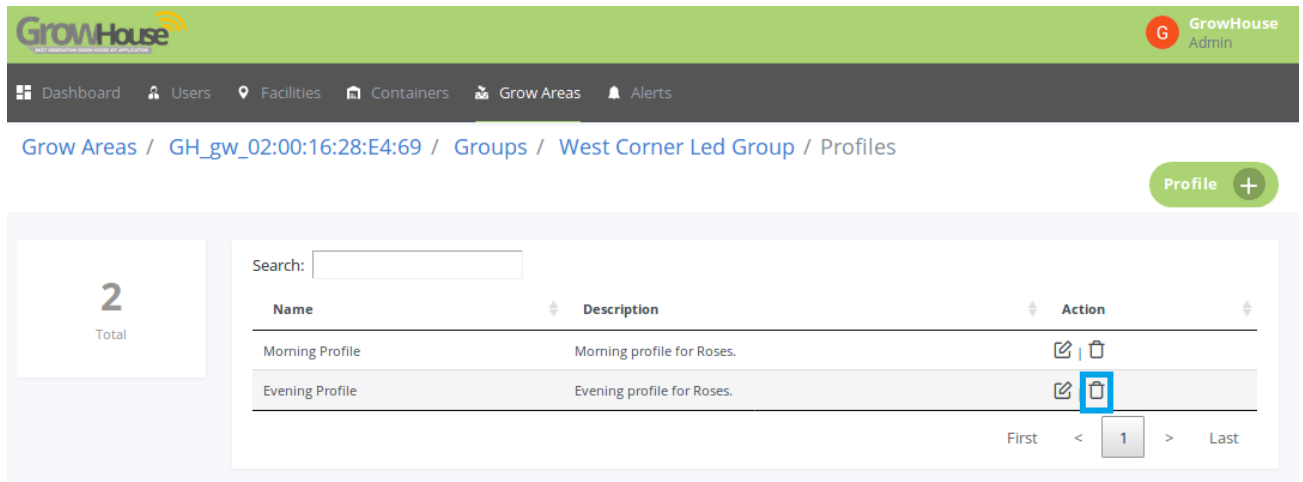 GrowHouse
NEXT GENERATION GREEN HOUSE IOT APPLICATION
G
GrowHouse
Admin
Dashboard Users Facilities Containers Grow Areas Alerts
Grow Areas / GH_gw_02:00:16:28:E4:69 / Groups / West Corner Led Group / Profiles
Profile +
2
Total
Search:
Name Description Action
Morning Profile Morning profile for Roses. |
Evening Profile Evening profile for Roses. |
First < 1 > Last